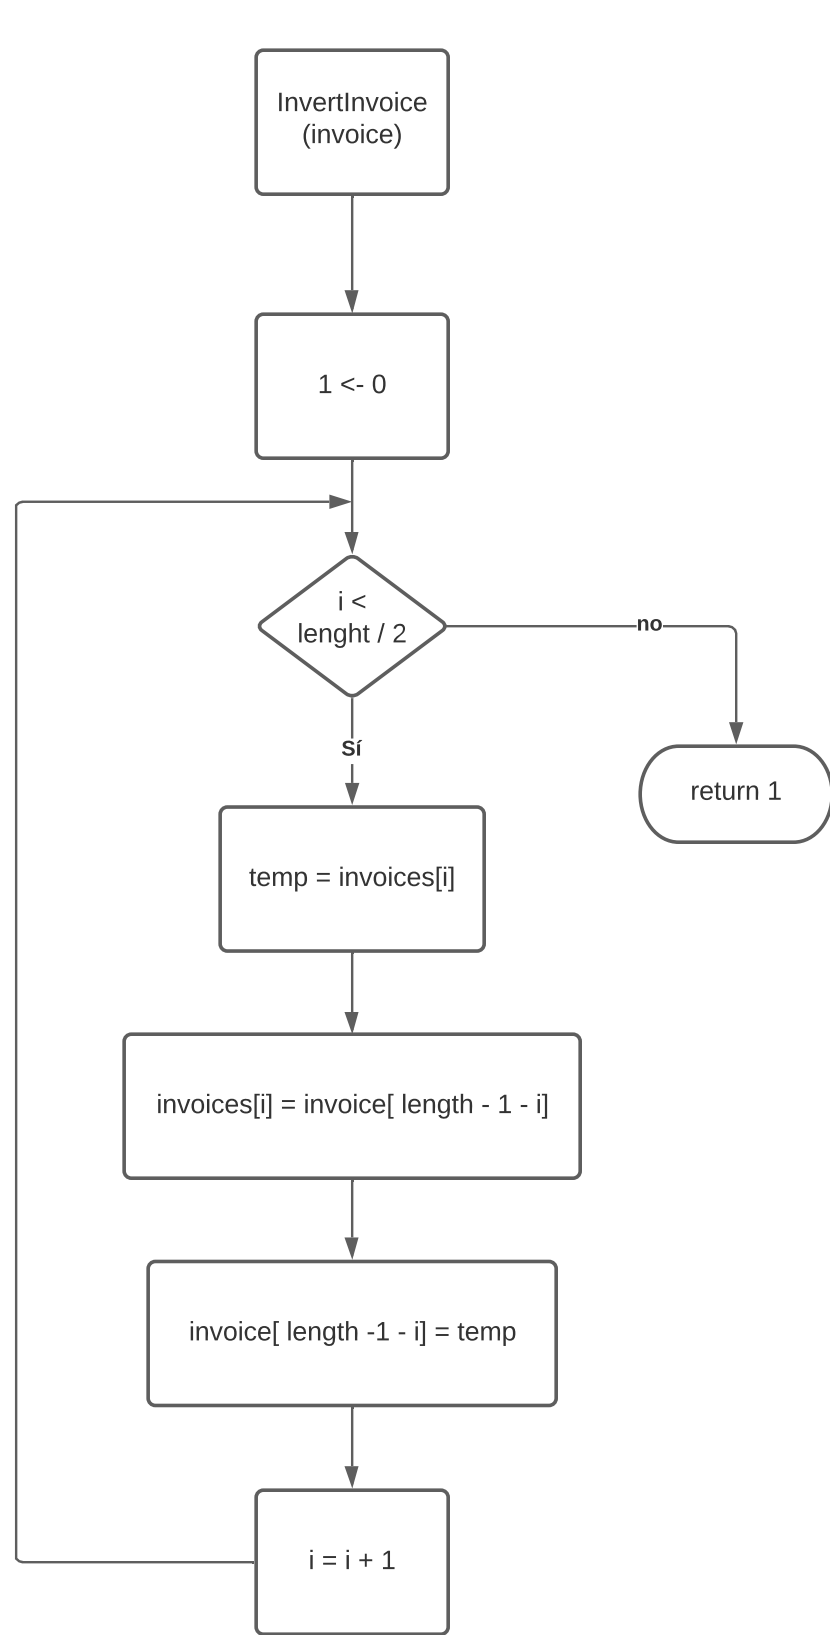 InvertInvoice
(invoice)
1 <- 0
i <
lenght / 2
no
Sí
return 1
temp = invoices[i]
invoices[i] = invoice[ length - 1 - i]
invoice[ length -1 - i] = temp
i = i + 1